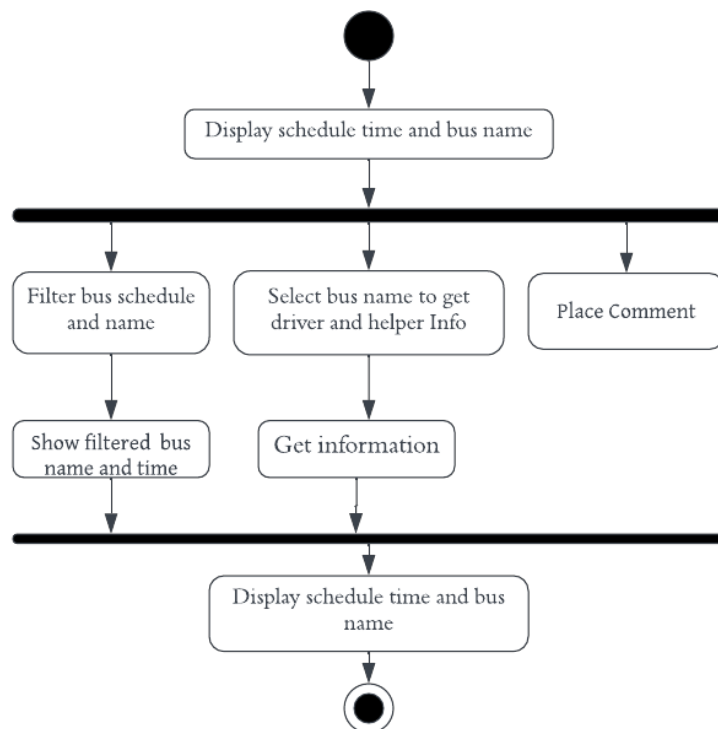 Display schedule time and bus name
Filter bus schedule
and name
Select bus name to get
driver and helper Info
Place Comment
Show filtered bus
name and time
Get information
Display schedule time and bus
name